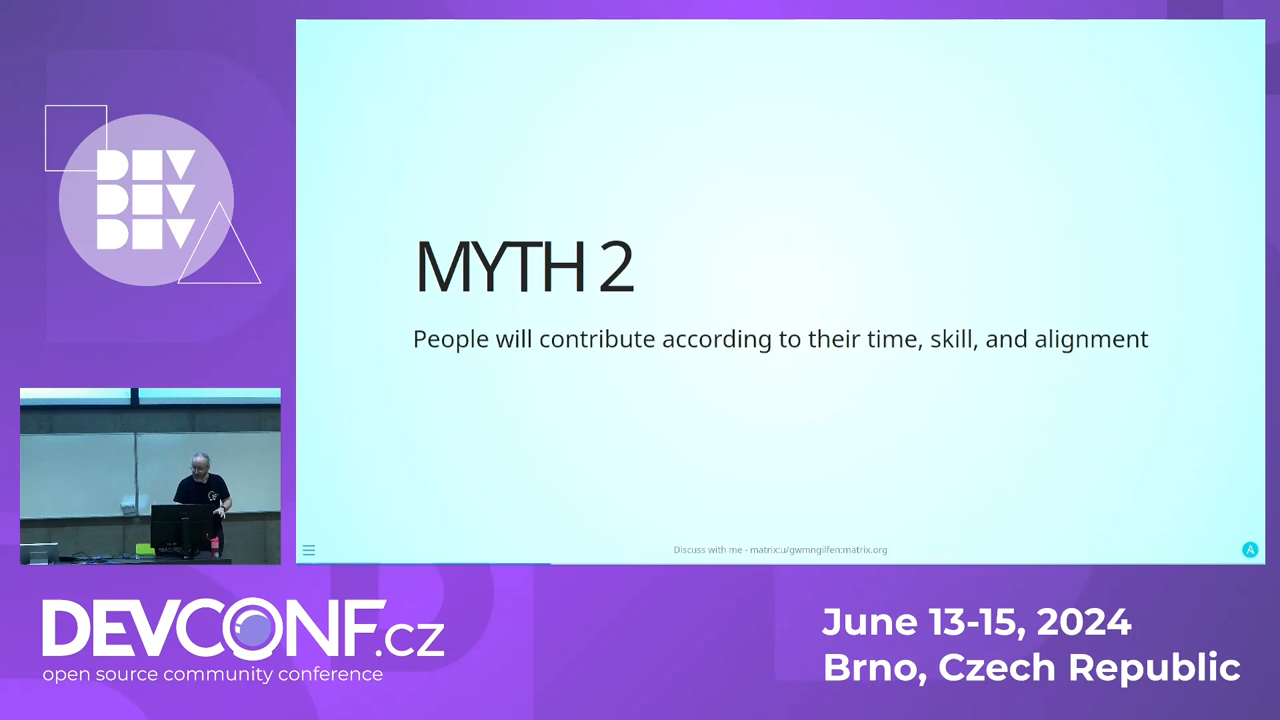 DEV
DEV
DEV
MYTH 2
People will contribute according to their time, skill, and alignment
Discuss with me - matrix:u/gwmngilfen:matrix.org
A
DEVCONF.cz
open source community conference
June 13-15, 2024
Brno, Czech Republic